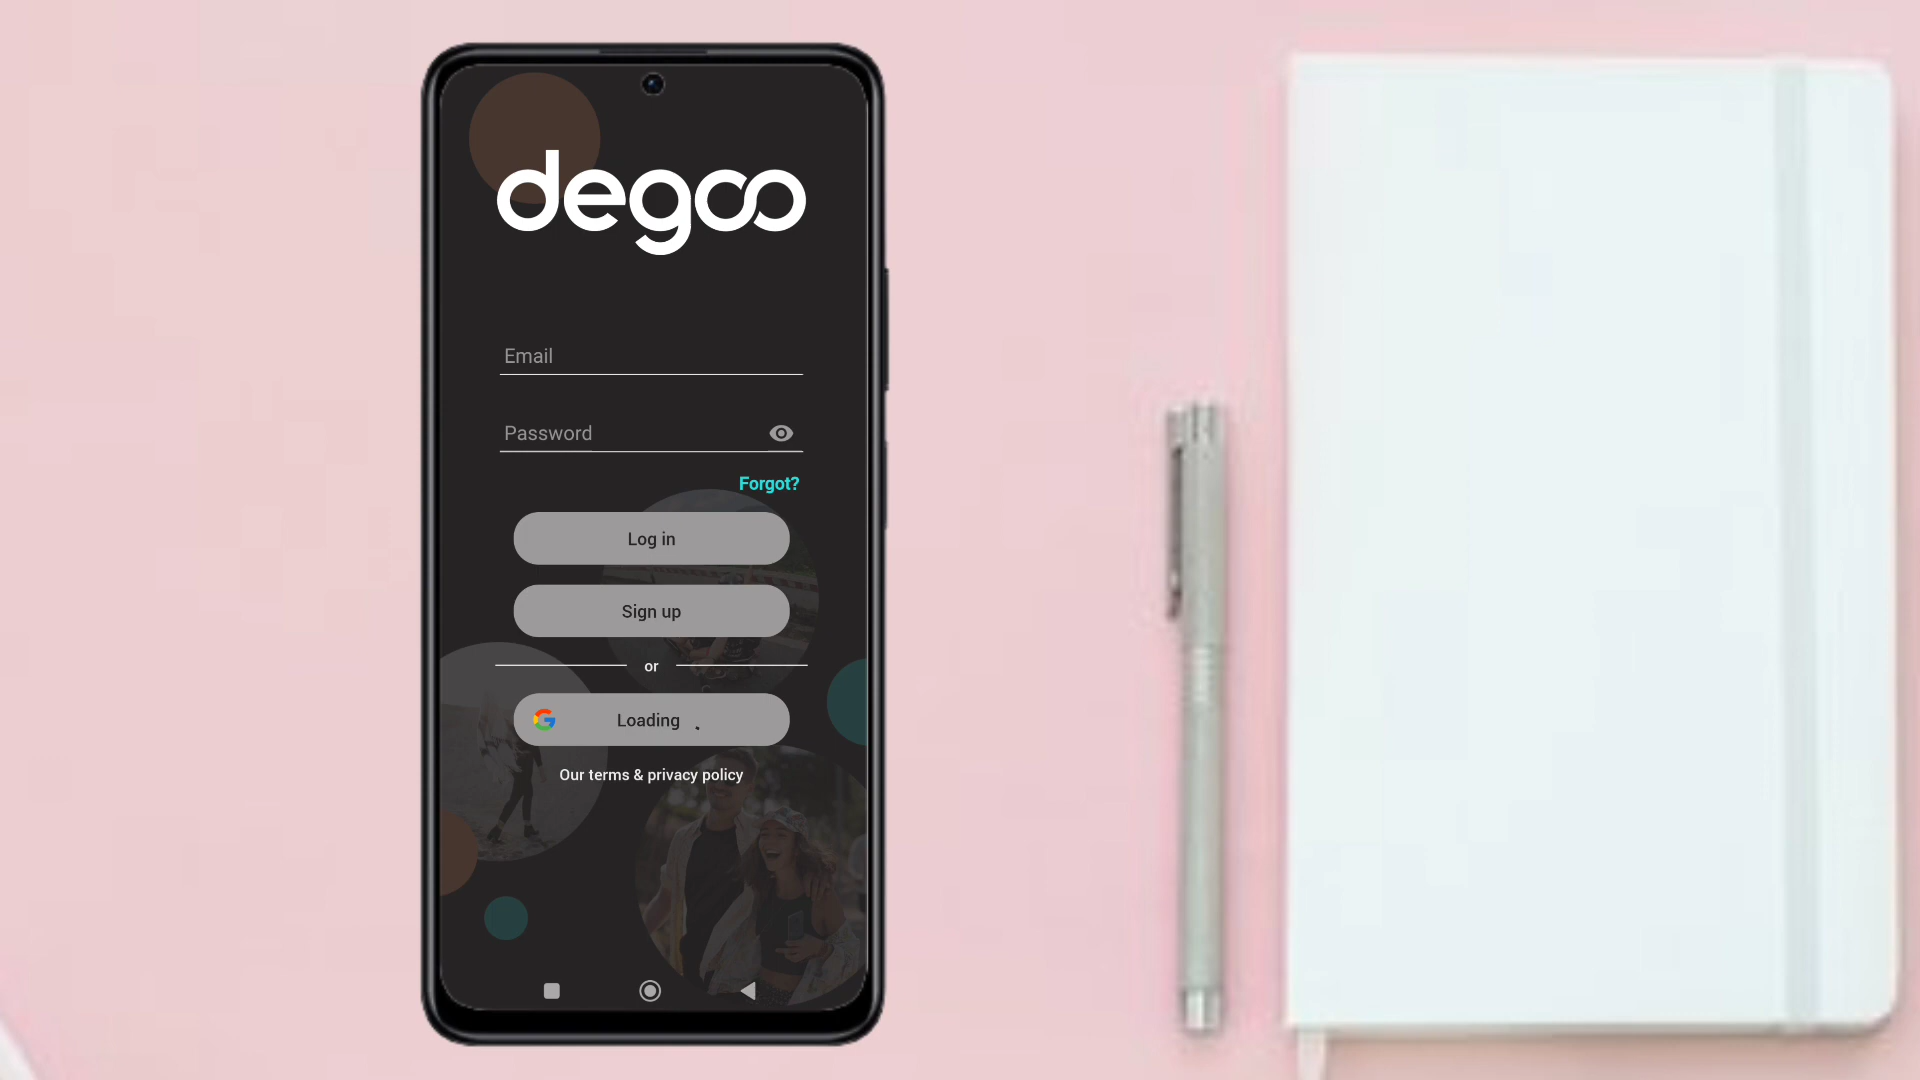 degoo
Email
Password
Forgot?
Log in
Sign up
or
Loading .
Our terms & privacy policy